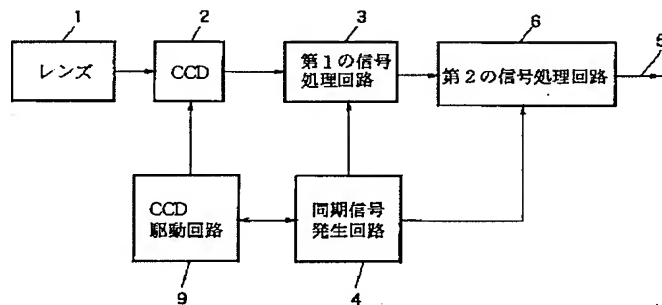 1
2
3
6
5
レンズ
CCD
第1の信号
処理回路
第2の信号処理回路
CCD
駆動回路
同期信号
発生回路
9
4